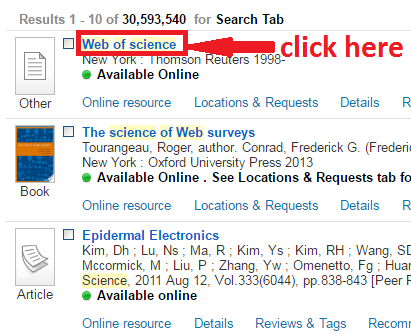 Results 1 - 10 of 30,593,540 for Search Tab
Web of science click here
New York : Thomson Reuters 1998-
Available Online
Other
Online resource Locations & Requests Details R
The science of Web surveys
Tourangeau, Roger, author. Conrad, Frederick G. (Frederi
New York : Oxford University Press 2013
Available Online . See Locations & Requests tab fo
Book
Online resource Locations & Requests Details R
Epidermal Electronics
Kim, Dh ; Lu, Ns ; Ma, R ; Kim, Ys ; Kim, RH ; Wang, SD
Mccormick, M ; Liu, P ; Zhang, Yw ; Omenetto, Fg ; Huan
Science, 2011 Aug 12, Vol.333(6044), pp.838-843 [Peer R
Available online
Article
Online resource Details Reviews & Tags Recomm